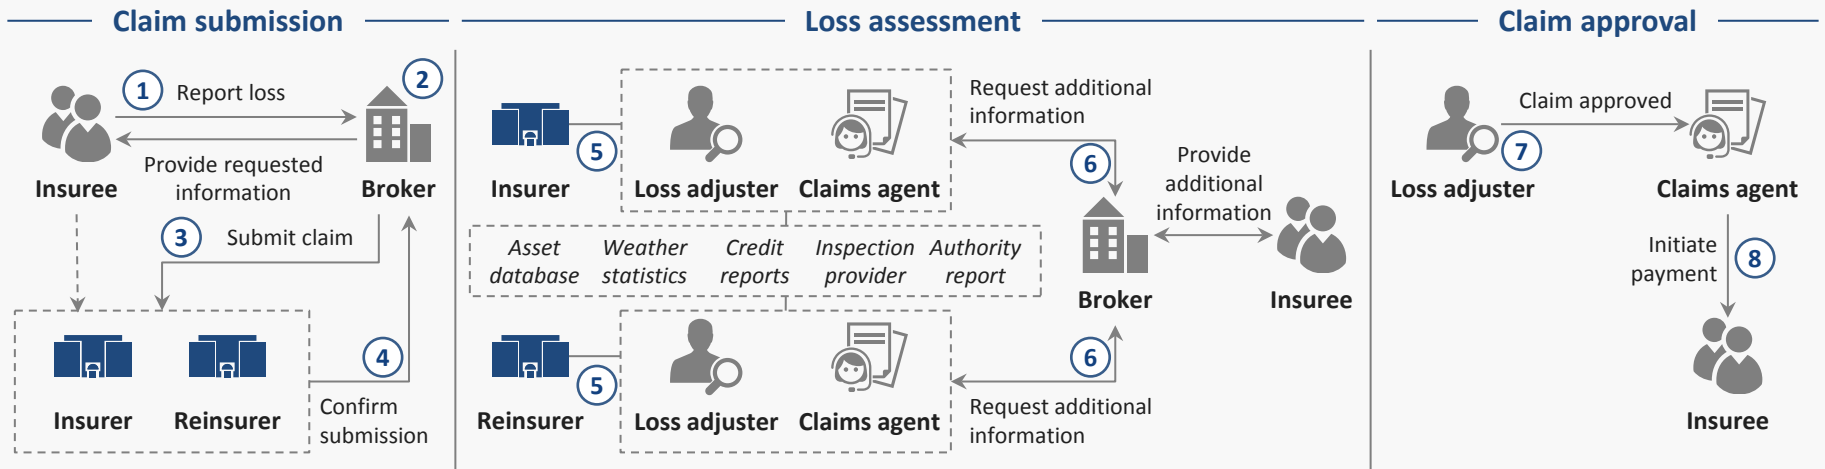 Claim submission
1
Report loss
2
Provide requested
information
Insuree
Broker
3
Submit claim
4
Insurer
Reinsurer
Confirm
submission
Loss assessment
Insurer
5
Loss adjuster
Claims agent
Request additional
information
6
Asset
database
Weather
statistics
Credit
reports
Inspection
provider
Authority
report
Provide
additional
information
Broker
Insuree
Reinsurer
5
Loss adjuster
Claims agent
6
Request additional
information
Claim approval
Claim approved
7
Loss adjuster
Claims agent
Initiate
payment
8
Insuree